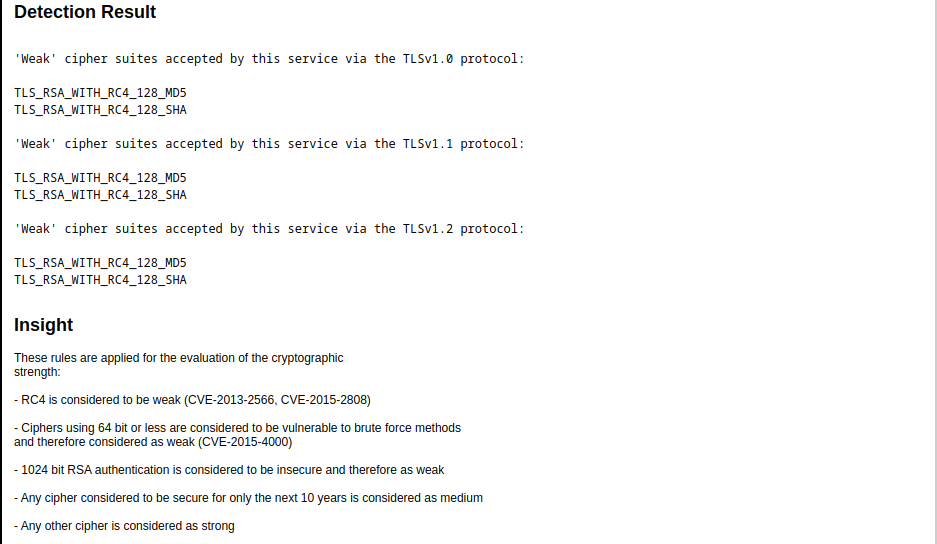 Detection Result
'Weak' cipher suites accepted by this service via the TLSv1.0 protocol:
TLS_RSA_WITH_RC4_128_MD5
TLS_RSA_WITH_RC4_128_SHA
'Weak' cipher suites accepted by this service via the TLSv1.1 protocol:
TLS_RSA_WITH_RC4_128_MD5
TLS_RSA_WITH_RC4_128_SHA
'Weak' cipher suites accepted by this service via the TLSv1.2 protocol:
TLS_RSA_WITH_RC4_128_MD5
TLS_RSA_WITH_RC4_128_SHA
Insight
These rules are applied for the evaluation of the cryptographic
strength:
- RC4 is considered to be weak (CVE-2013-2566, CVE-2015-2808)
- Ciphers using 64 bit or less are considered to be vulnerable to brute force methods
and therefore considered as weak (CVE-2015-4000)
- 1024 bit RSA authentication is considered to be insecure and therefore as weak
- Any cipher considered to be secure for only the next 10 years is considered as medium
- Any other cipher is considered as strong